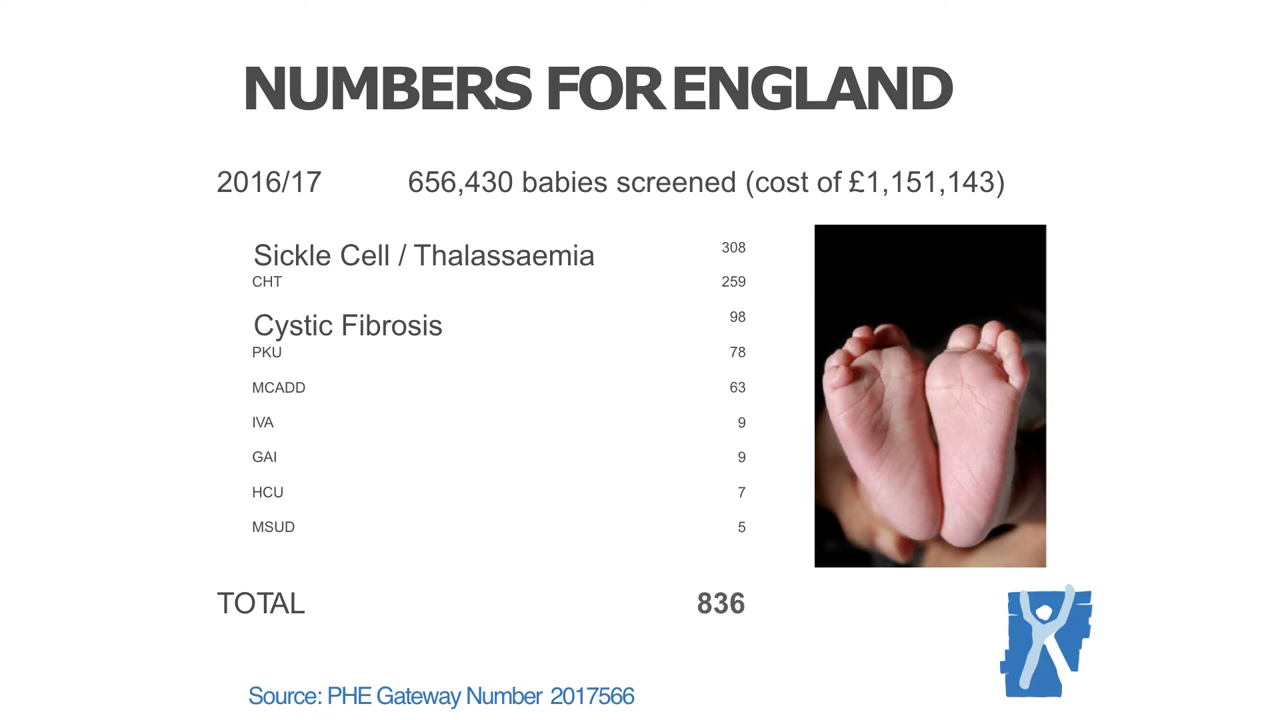 NUMBERS FOR ENGLAND
2016/17 656,430 babies screened (cost of £1,151,143)
Sickle Cell / Thalassaemia 308
CHT 259
Cystic Fibrosis 98
PKU 78
MCADD 63
IVA 9
GAI 9
HCU 7
MSUD 5
TOTAL 836
Source: PHE Gateway Number 2017566